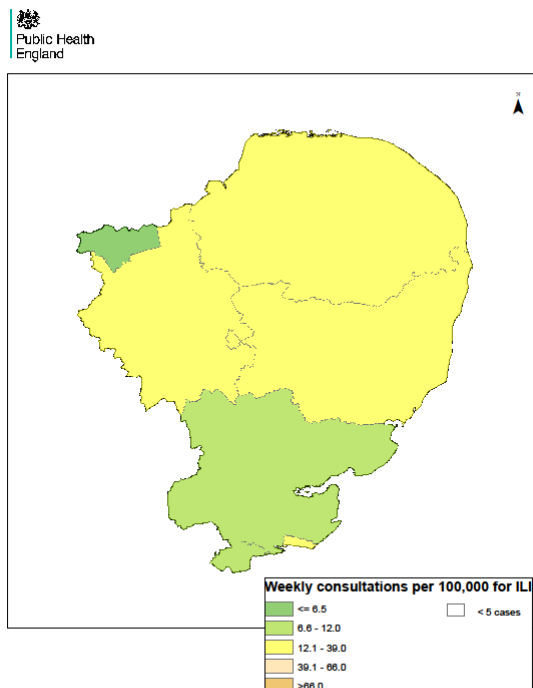 Public Health
England
N
Weekly consultations per 100,000 for ILI
<= 6.5
< 5 cases
6.6 - 12.0
12.1 - 39.0
39.1 - 66.0
>66.0